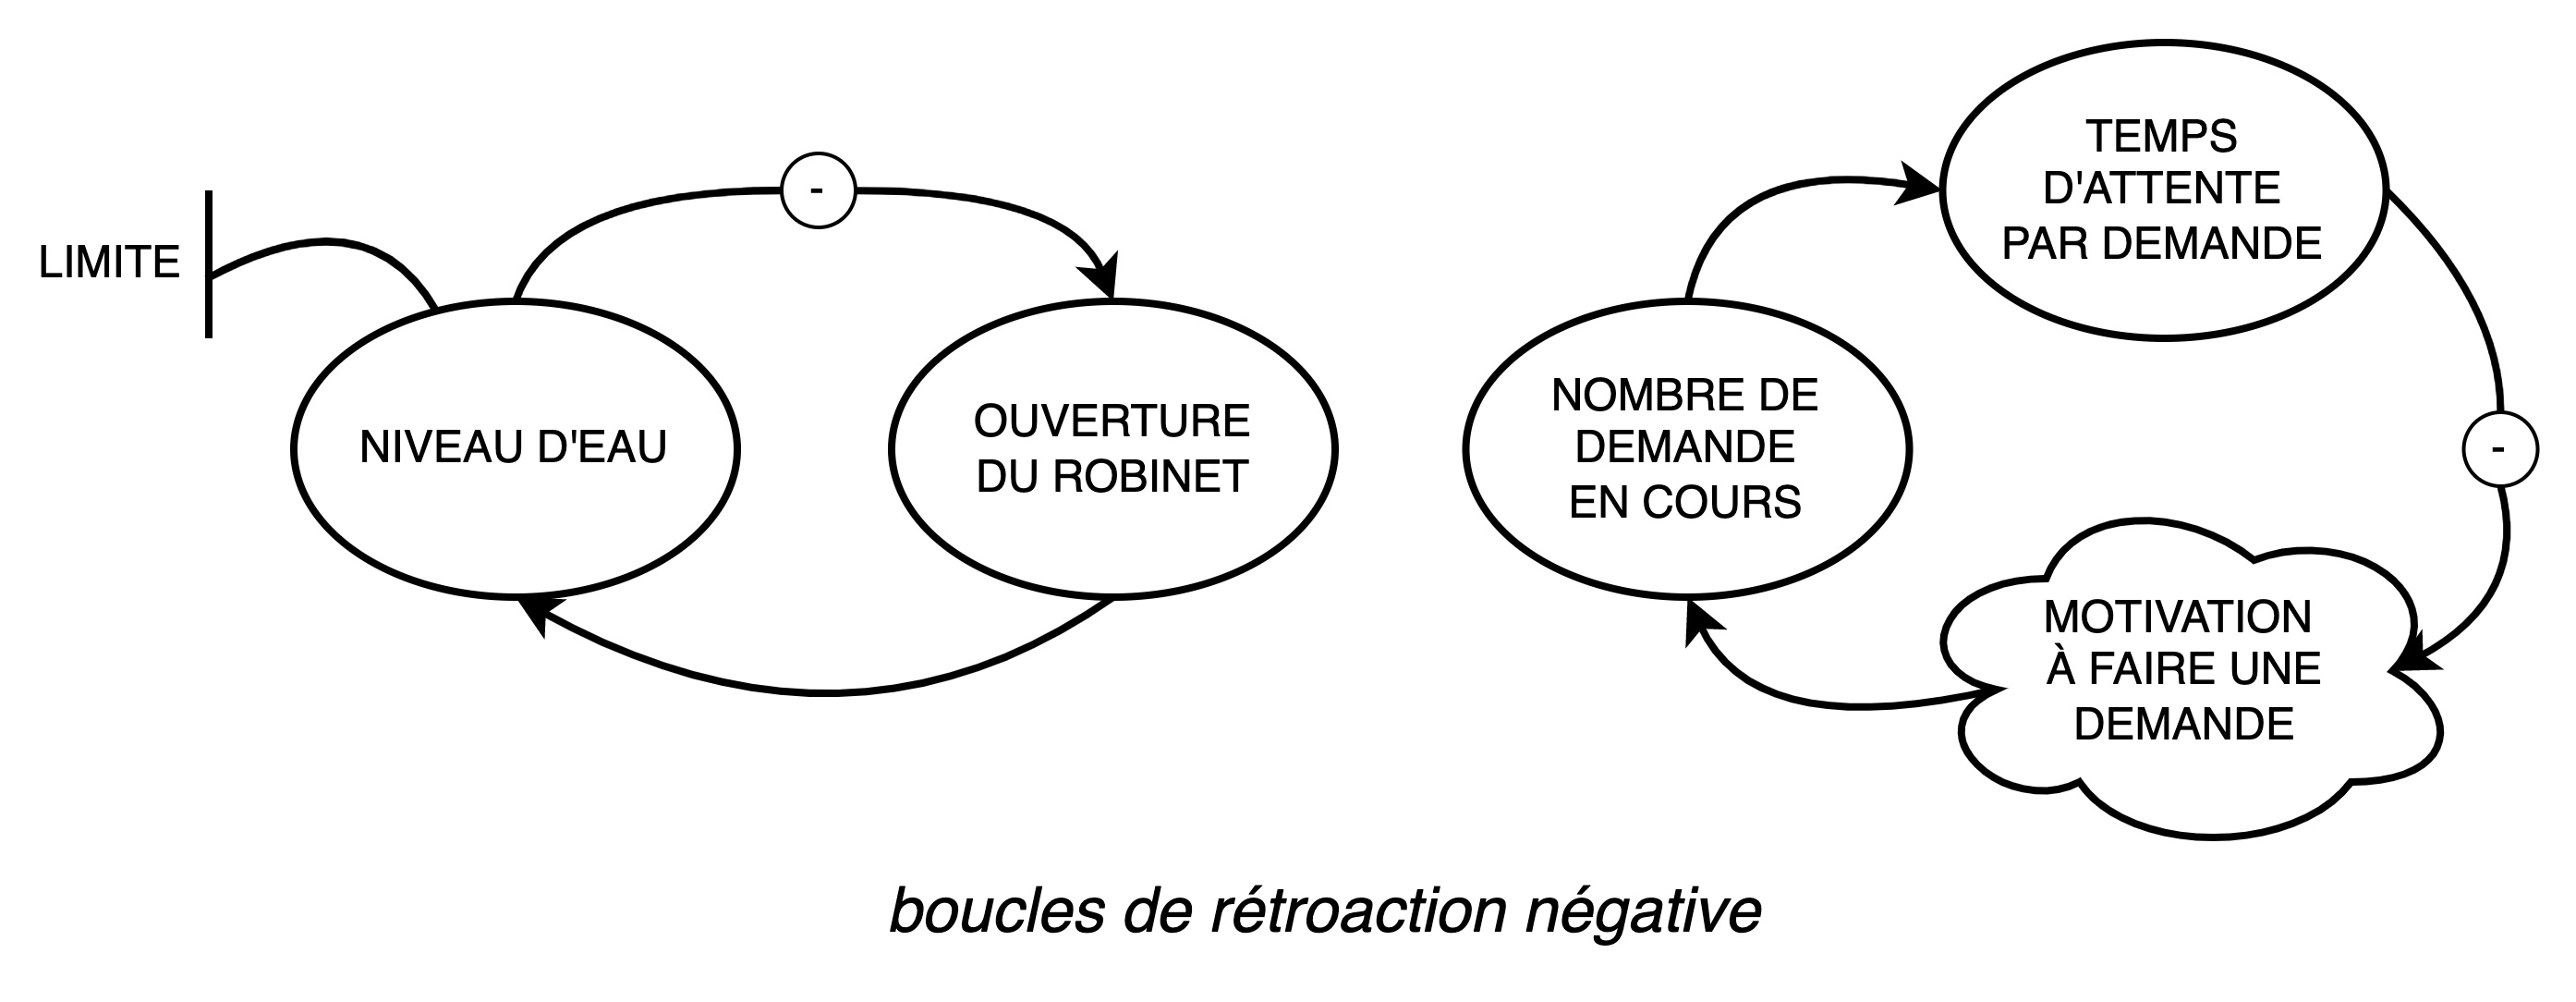 LIMITE
-
NIVEAU D'EAU
OUVERTURE
DU ROBINET
NOMBRE DE
DEMANDE
EN COURS
TEMPS
D'ATTENTE
PAR DEMANDE
-
MOTIVATION
À FAIRE UNE
DEMANDE
boucles de rétroaction négative